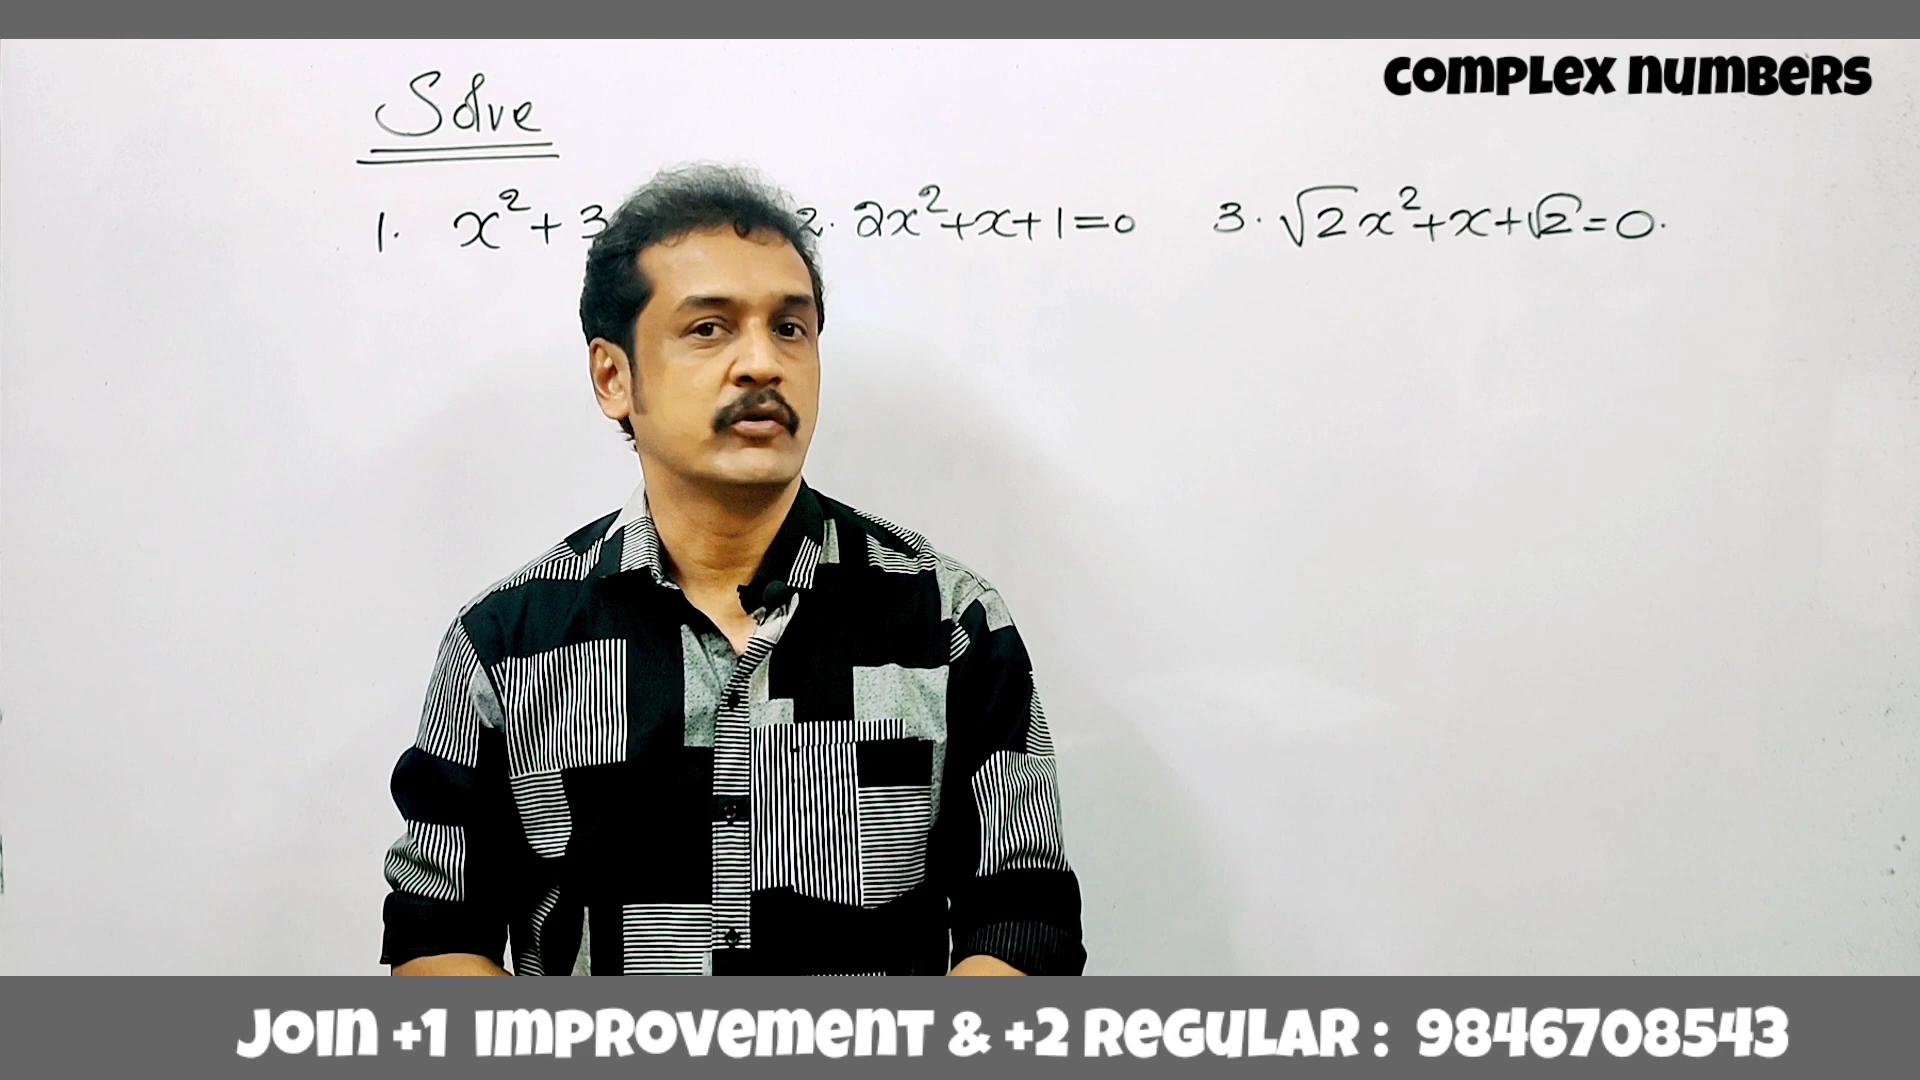 COMPLEX NUMBERS
Solve
1. x²+3 2. 2x²+x+1=0 3. √2x²+x+√2=0.
JOIN +1 IMPROVEMENT & +2 REGULAR : 9846708543